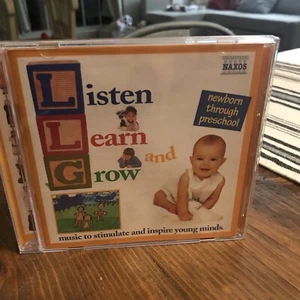 NAXOS
Listen
Learn
and
Grow
newborn
through
preschool
music to stimulate and inspire young minds.